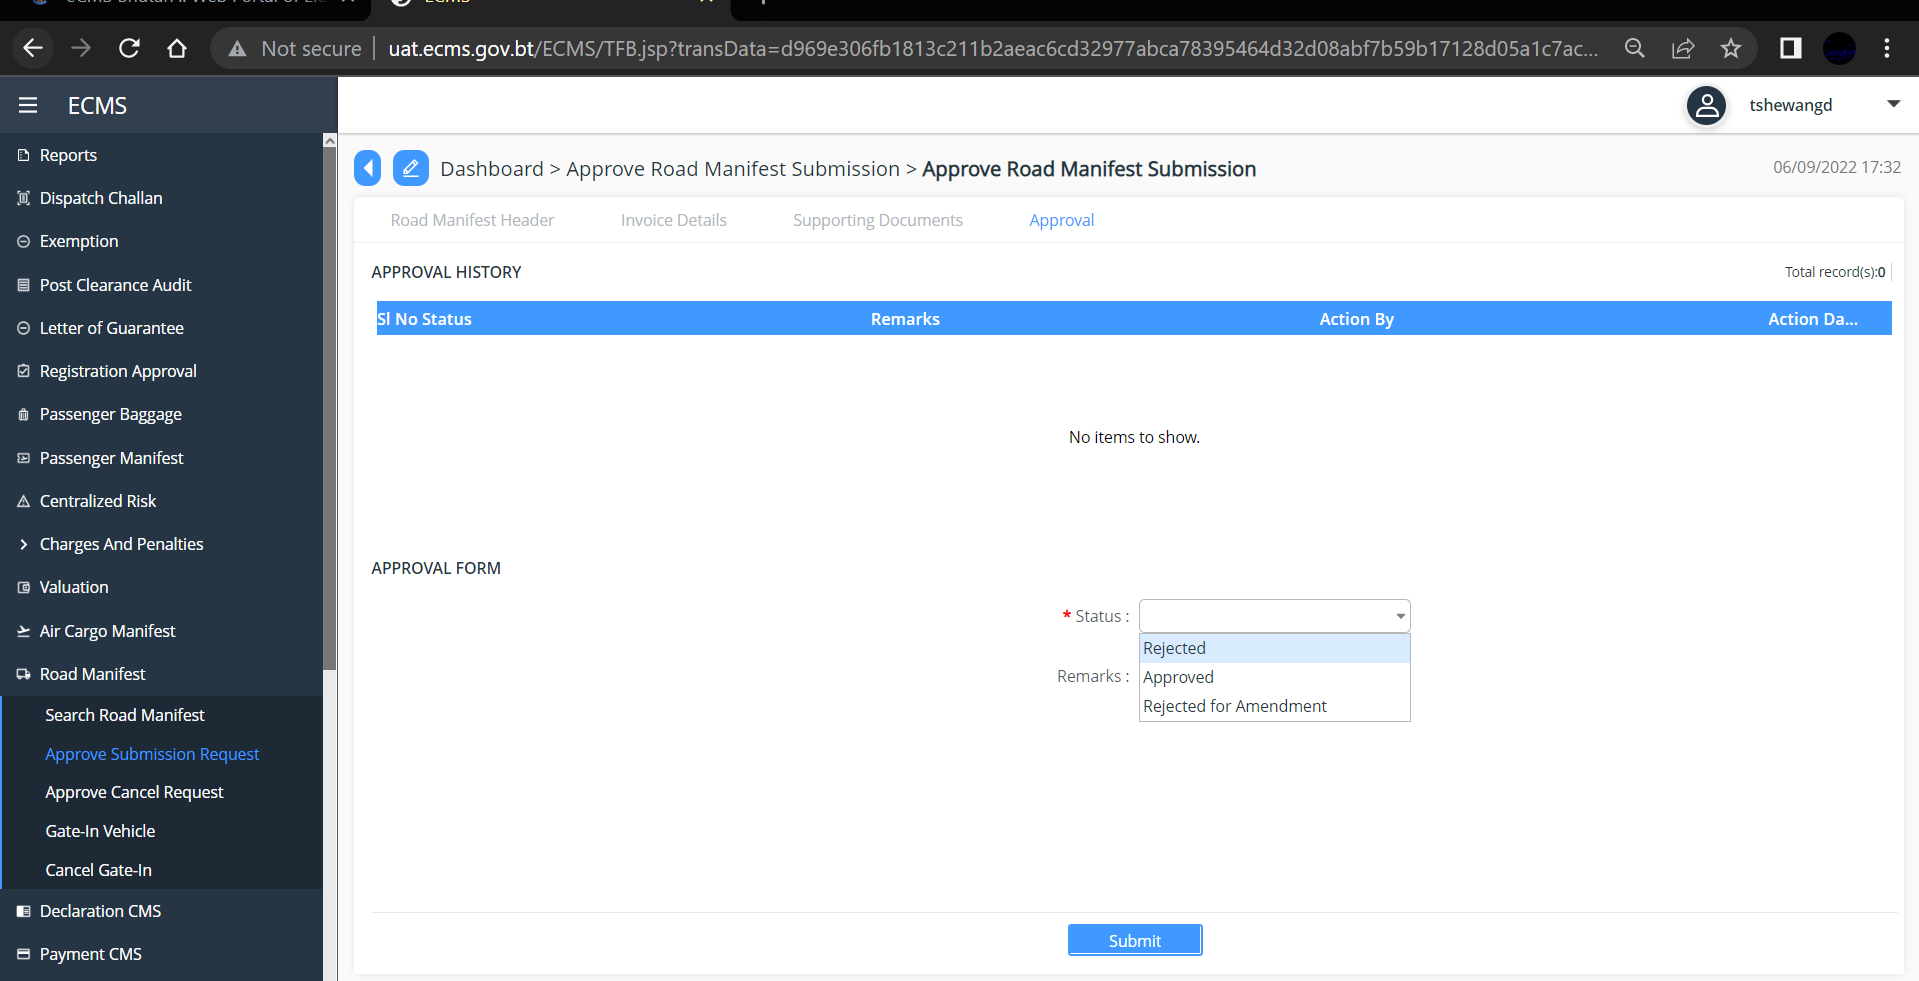 ECMS
Not secure
uat.ecms.gov.bt/ECMS/TFB.jsp?transData=d969e306fb1813c211b2aeac6cd32977abca78395464d32d08abf7b59b17128d05a1c7ac...
ECMS
tshewangd
Reports
Dispatch Challan
Exemption
Post Clearance Audit
Letter of Guarantee
Registration Approval
Passenger Baggage
Passenger Manifest
Centralized Risk
Charges And Penalties
Valuation
Air Cargo Manifest
Road Manifest
Search Road Manifest
Approve Submission Request
Approve Cancel Request
Gate-In Vehicle
Cancel Gate-In
Declaration CMS
Payment CMS
Dashboard > Approve Road Manifest Submission > Approve Road Manifest Submission
06/09/2022 17:32
Road Manifest Header Invoice Details Supporting Documents Approval
APPROVAL HISTORY
Total record(s):0
Sl No Status Remarks Action By Action Da...
No items to show.
APPROVAL FORM
* Status :
Rejected
Remarks : Approved
Rejected for Amendment
Submit